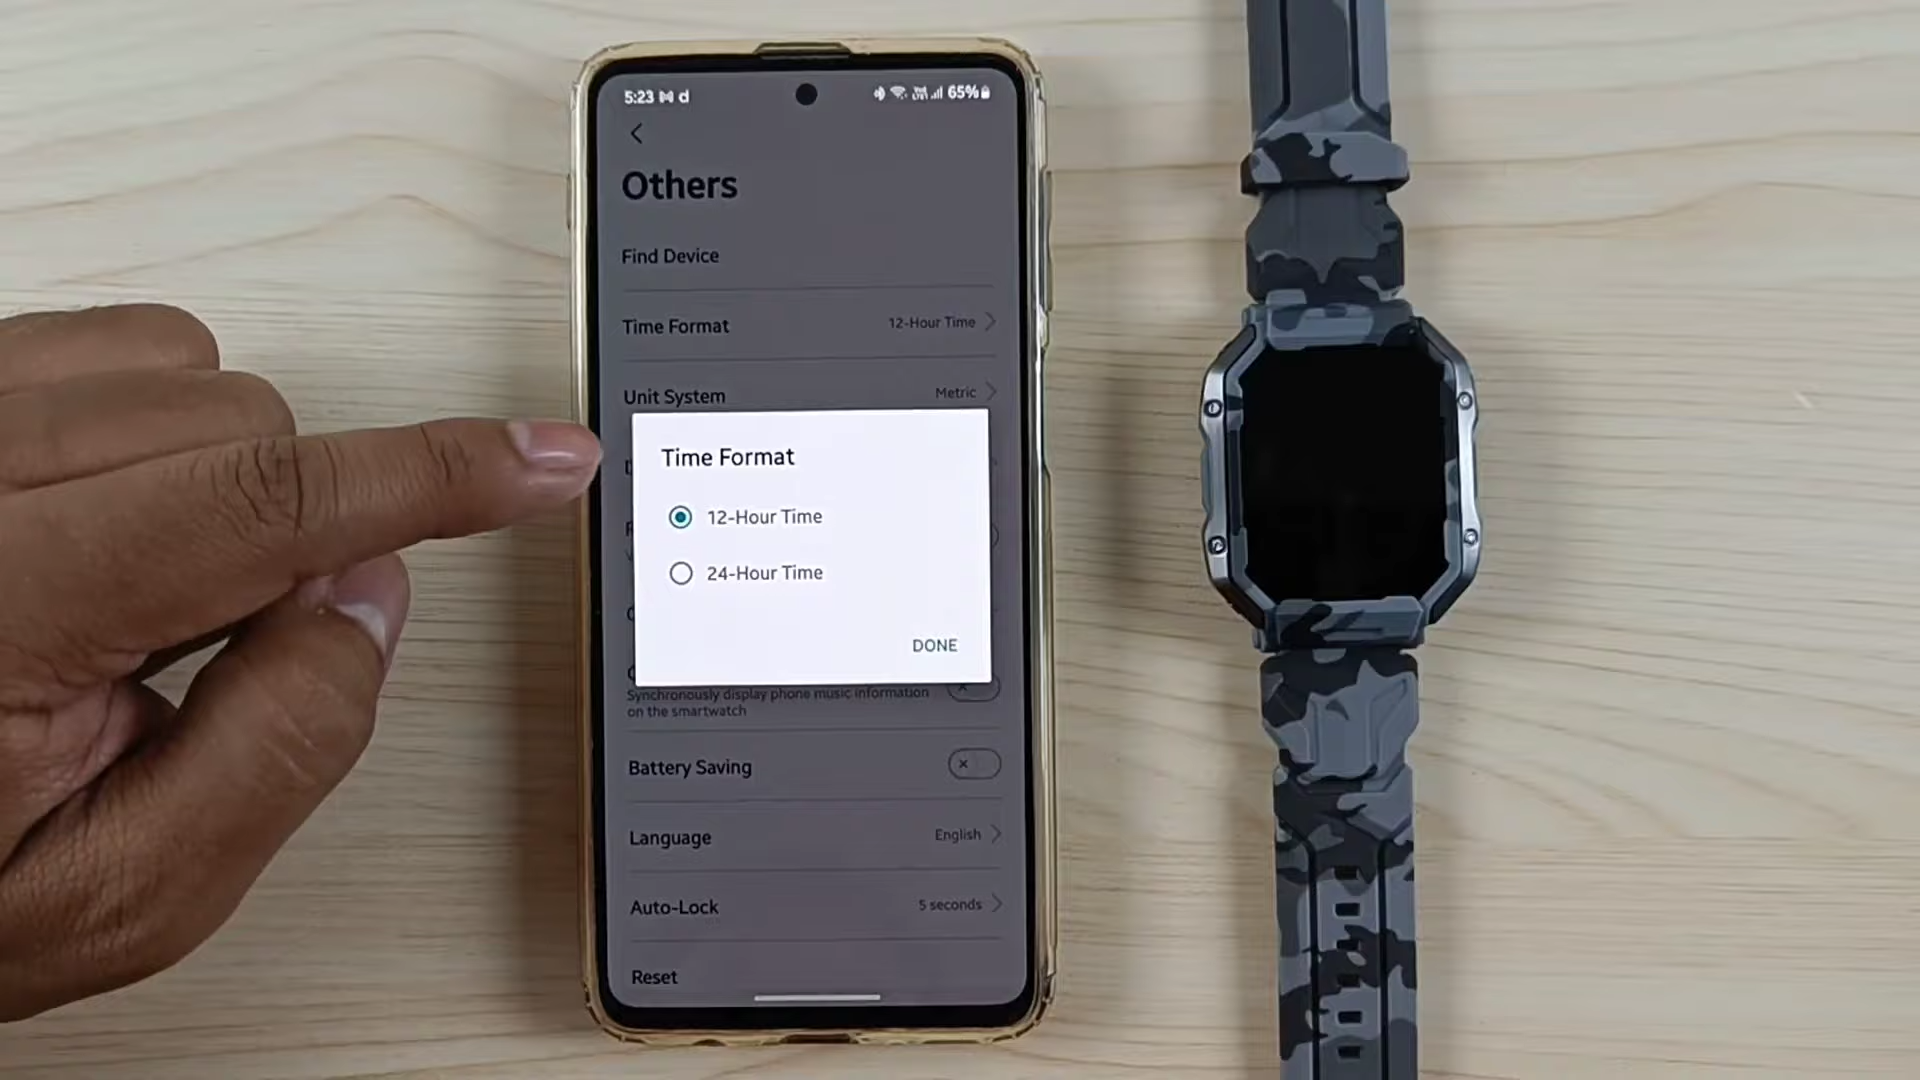 5:23 M d 65%
Others
Find Device
Time Format 12-Hour Time
Unit System Metric
Time Format
12-Hour Time
24-Hour Time
DONE
Synchronously display phone music information
on the smartwatch
Battery Saving
Language English
Auto-Lock 5 seconds
Reset